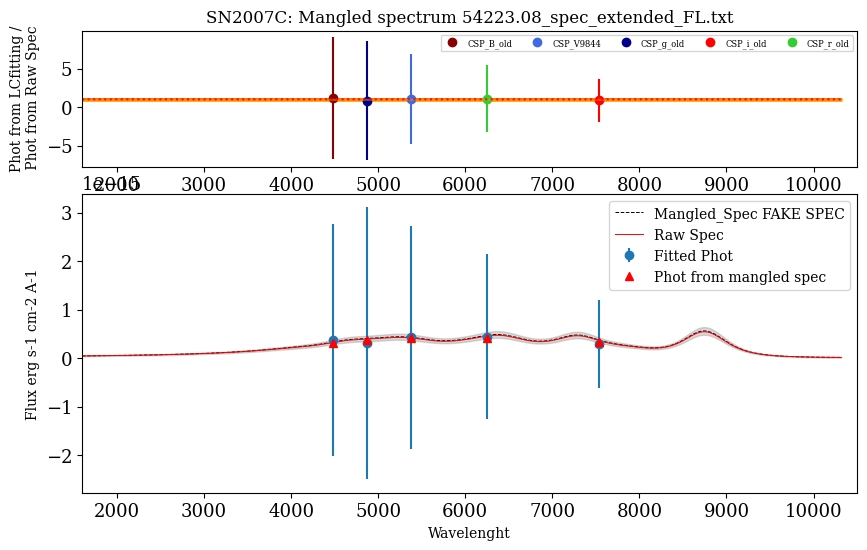 SN2007C: Mangled spectrum 54223.08_spec_extended_FL.txt
Phot from LCfitting /
Phot from Raw Spec
CSP_B_old CSP_V9844 CSP_g_old CSP_i_old CSP_r_old
5
0
−5
1e−15
2000 3000 4000 5000 6000 7000 8000 9000 10000
Flux erg s-1 cm-2 A-1
Mangled_Spec FAKE SPEC
Raw Spec
Fitted Phot
Phot from mangled spec
3
2
1
0
−1
−2
2000 3000 4000 5000 6000 7000 8000 9000 10000
Wavelenght